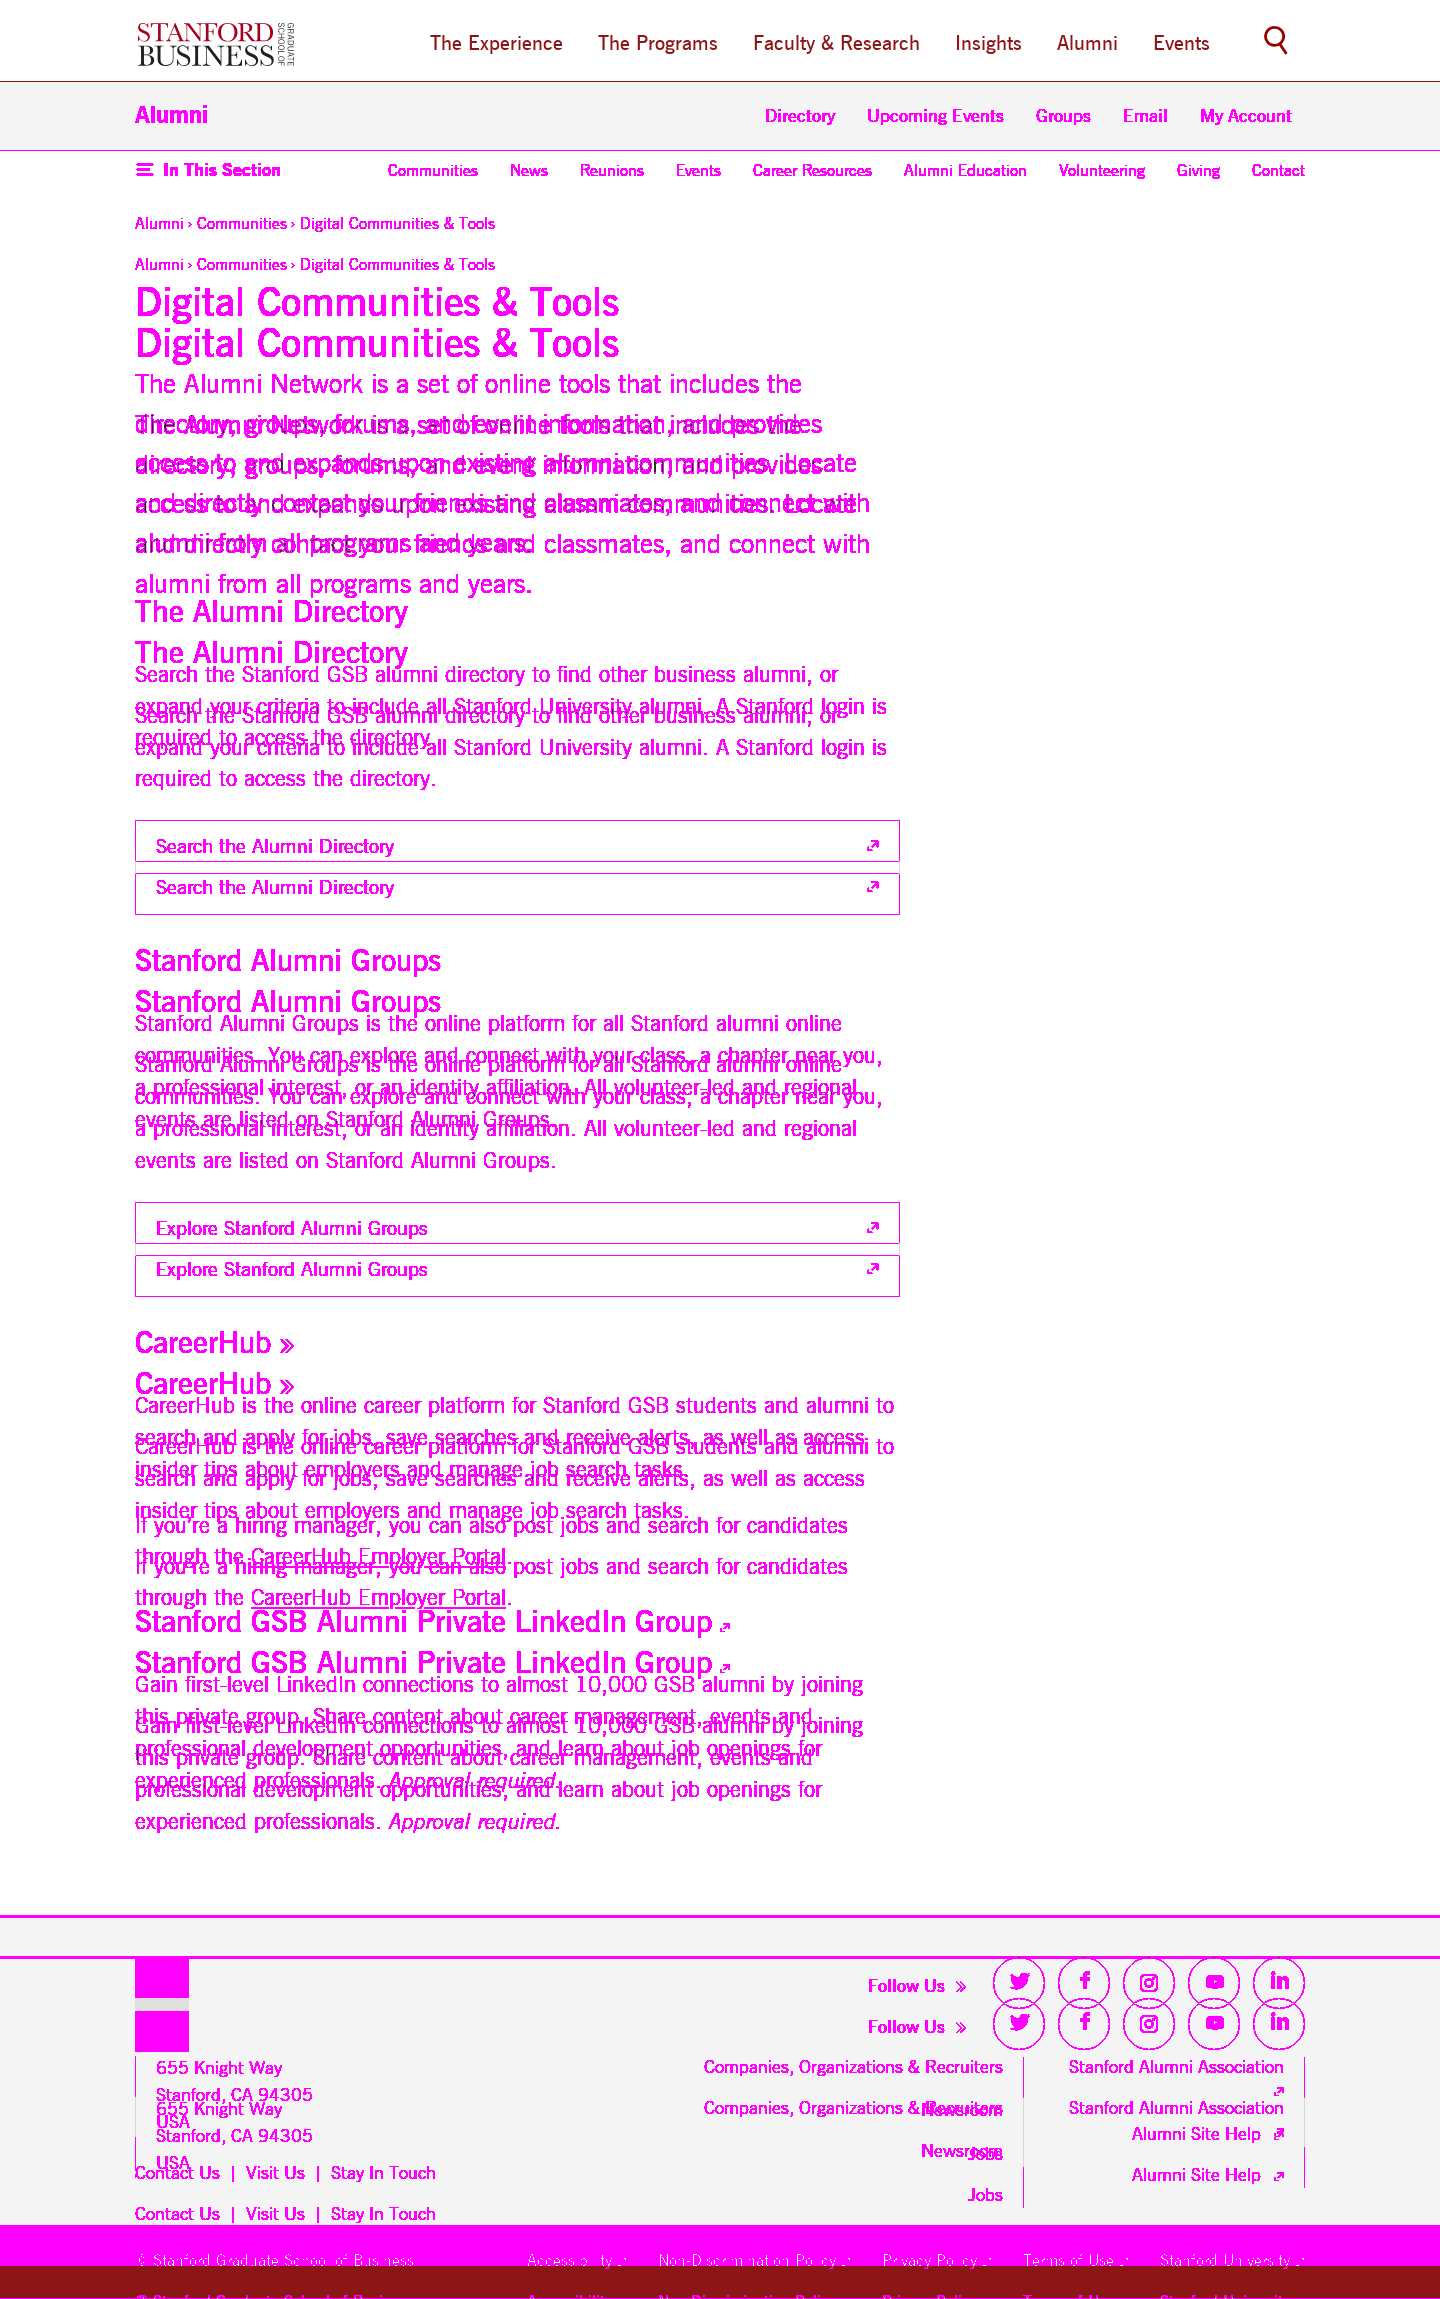 STANFORD
BUSINESS
GRADUATE
SCHOOL OF
The Experience The Programs Faculty & Research Insights Alumni Events
Alumni Directory Upcoming Events Groups Email My Account
In This Section Communities News Reunions Events Career Resources Alumni Education Volunteering Giving Contact
Alumni › Communities › Digital Communities & Tools
Alumni › Communities › Digital Communities & Tools
Digital Communities & Tools
Digital Communities & Tools
The Alumni Network is a set of online tools that includes the
directory, groups, forums, and event information, and provides
The Alumni Network is a set of online tools that includes the
access to and expands upon existing alumni communities. Locate
directory, groups, forums, and event information, and provides
and directly contact your friends and classmates, and connect with
access to and expands upon existing alumni communities. Locate
alumni from all programs and years.
and directly contact your friends and classmates, and connect with
alumni from all programs and years.
The Alumni Directory
The Alumni Directory
Search the Stanford GSB alumni directory to find other business alumni, or
expand your criteria to include all Stanford University alumni. A Stanford login is
Search the Stanford GSB alumni directory to find other business alumni, or
required to access the directory.
expand your criteria to include all Stanford University alumni. A Stanford login is
required to access the directory.
Search the Alumni Directory
Search the Alumni Directory
Stanford Alumni Groups
Stanford Alumni Groups
Stanford Alumni Groups is the online platform for all Stanford alumni online
communities. You can explore and connect with your class, a chapter near you,
Stanford Alumni Groups is the online platform for all Stanford alumni online
a professional interest, or an identity affiliation. All volunteer-led and regional
communities. You can explore and connect with your class, a chapter near you,
events are listed on Stanford Alumni Groups.
a professional interest, or an identity affiliation. All volunteer-led and regional
events are listed on Stanford Alumni Groups.
Explore Stanford Alumni Groups
Explore Stanford Alumni Groups
CareerHub »
CareerHub »
CareerHub is the online career platform for Stanford GSB students and alumni to
search and apply for jobs, save searches and receive alerts, as well as access
CareerHub is the online career platform for Stanford GSB students and alumni to
insider tips about employers and manage job search tasks.
search and apply for jobs, save searches and receive alerts, as well as access
insider tips about employers and manage job search tasks.
If you're a hiring manager, you can also post jobs and search for candidates
through the CareerHub Employer Portal.
If you're a hiring manager, you can also post jobs and search for candidates
through the CareerHub Employer Portal.
Stanford GSB Alumni Private LinkedIn Group
Stanford GSB Alumni Private LinkedIn Group
Gain first-level LinkedIn connections to almost 10,000 GSB alumni by joining
this private group. Share content about career management, events and
Gain first-level LinkedIn connections to almost 10,000 GSB alumni by joining
professional development opportunities, and learn about job openings for
this private group. Share content about career management, events and
experienced professionals. Approval required.
professional development opportunities, and learn about job openings for
experienced professionals. Approval required.
Follow Us »
Follow Us »
655 Knight Way
Stanford, CA 94305
655 Knight Way
USA
Stanford, CA 94305
USA
Contact Us | Visit Us | Stay In Touch
Contact Us | Visit Us | Stay In Touch
Companies, Organizations & Recruiters
Companies, Organizations & Recruiters
Newsroom
Newsroom
Jobs
Jobs
Stanford Alumni Association
Stanford Alumni Association
Alumni Site Help
Alumni Site Help
© Stanford Graduate School of Business Accessibility Non-Discrimination Policy Privacy Policy Terms of Use Stanford University